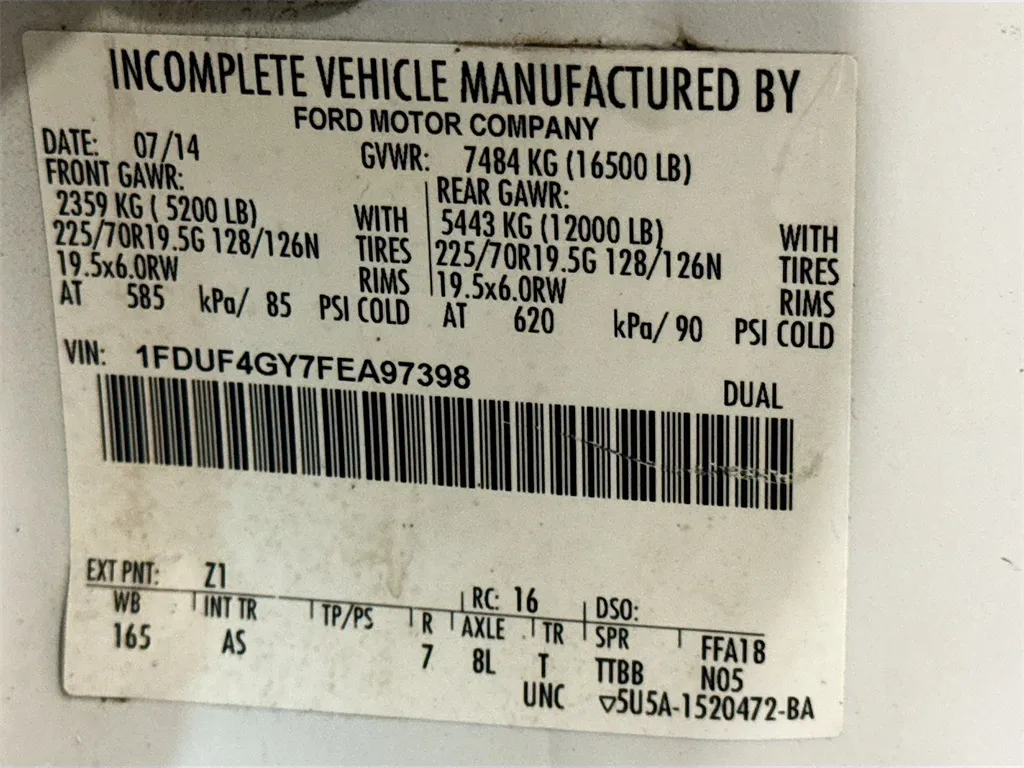 INCOMPLETE VEHICLE MANUFACTURED BY
FORD MOTOR COMPANY
DATE: 07/14
GVWR: 7484 KG (16500 LB)
FRONT GAWR:
2359 KG ( 5200 LB) WITH
225/70R19.5G 128/126N TIRES
19.5x6.0RW RIMS
AT 585 kPa/ 85 PSI COLD
REAR GAWR:
5443 KG (12000 LB) WITH
225/70R19.5G 128/126N TIRES
19.5x6.0RW RIMS
AT 620 kPa/ 90 PSI COLD
VIN: 1FDUF4GY7FEA97398
DUAL
EXT PNT: Z1 RC: 16 DSO:
WB INT TR TP/PS R AXLE TR SPR FFA18
165 AS 7 8L T TTBB N05
UNC ▽5U5A-1520472-BA